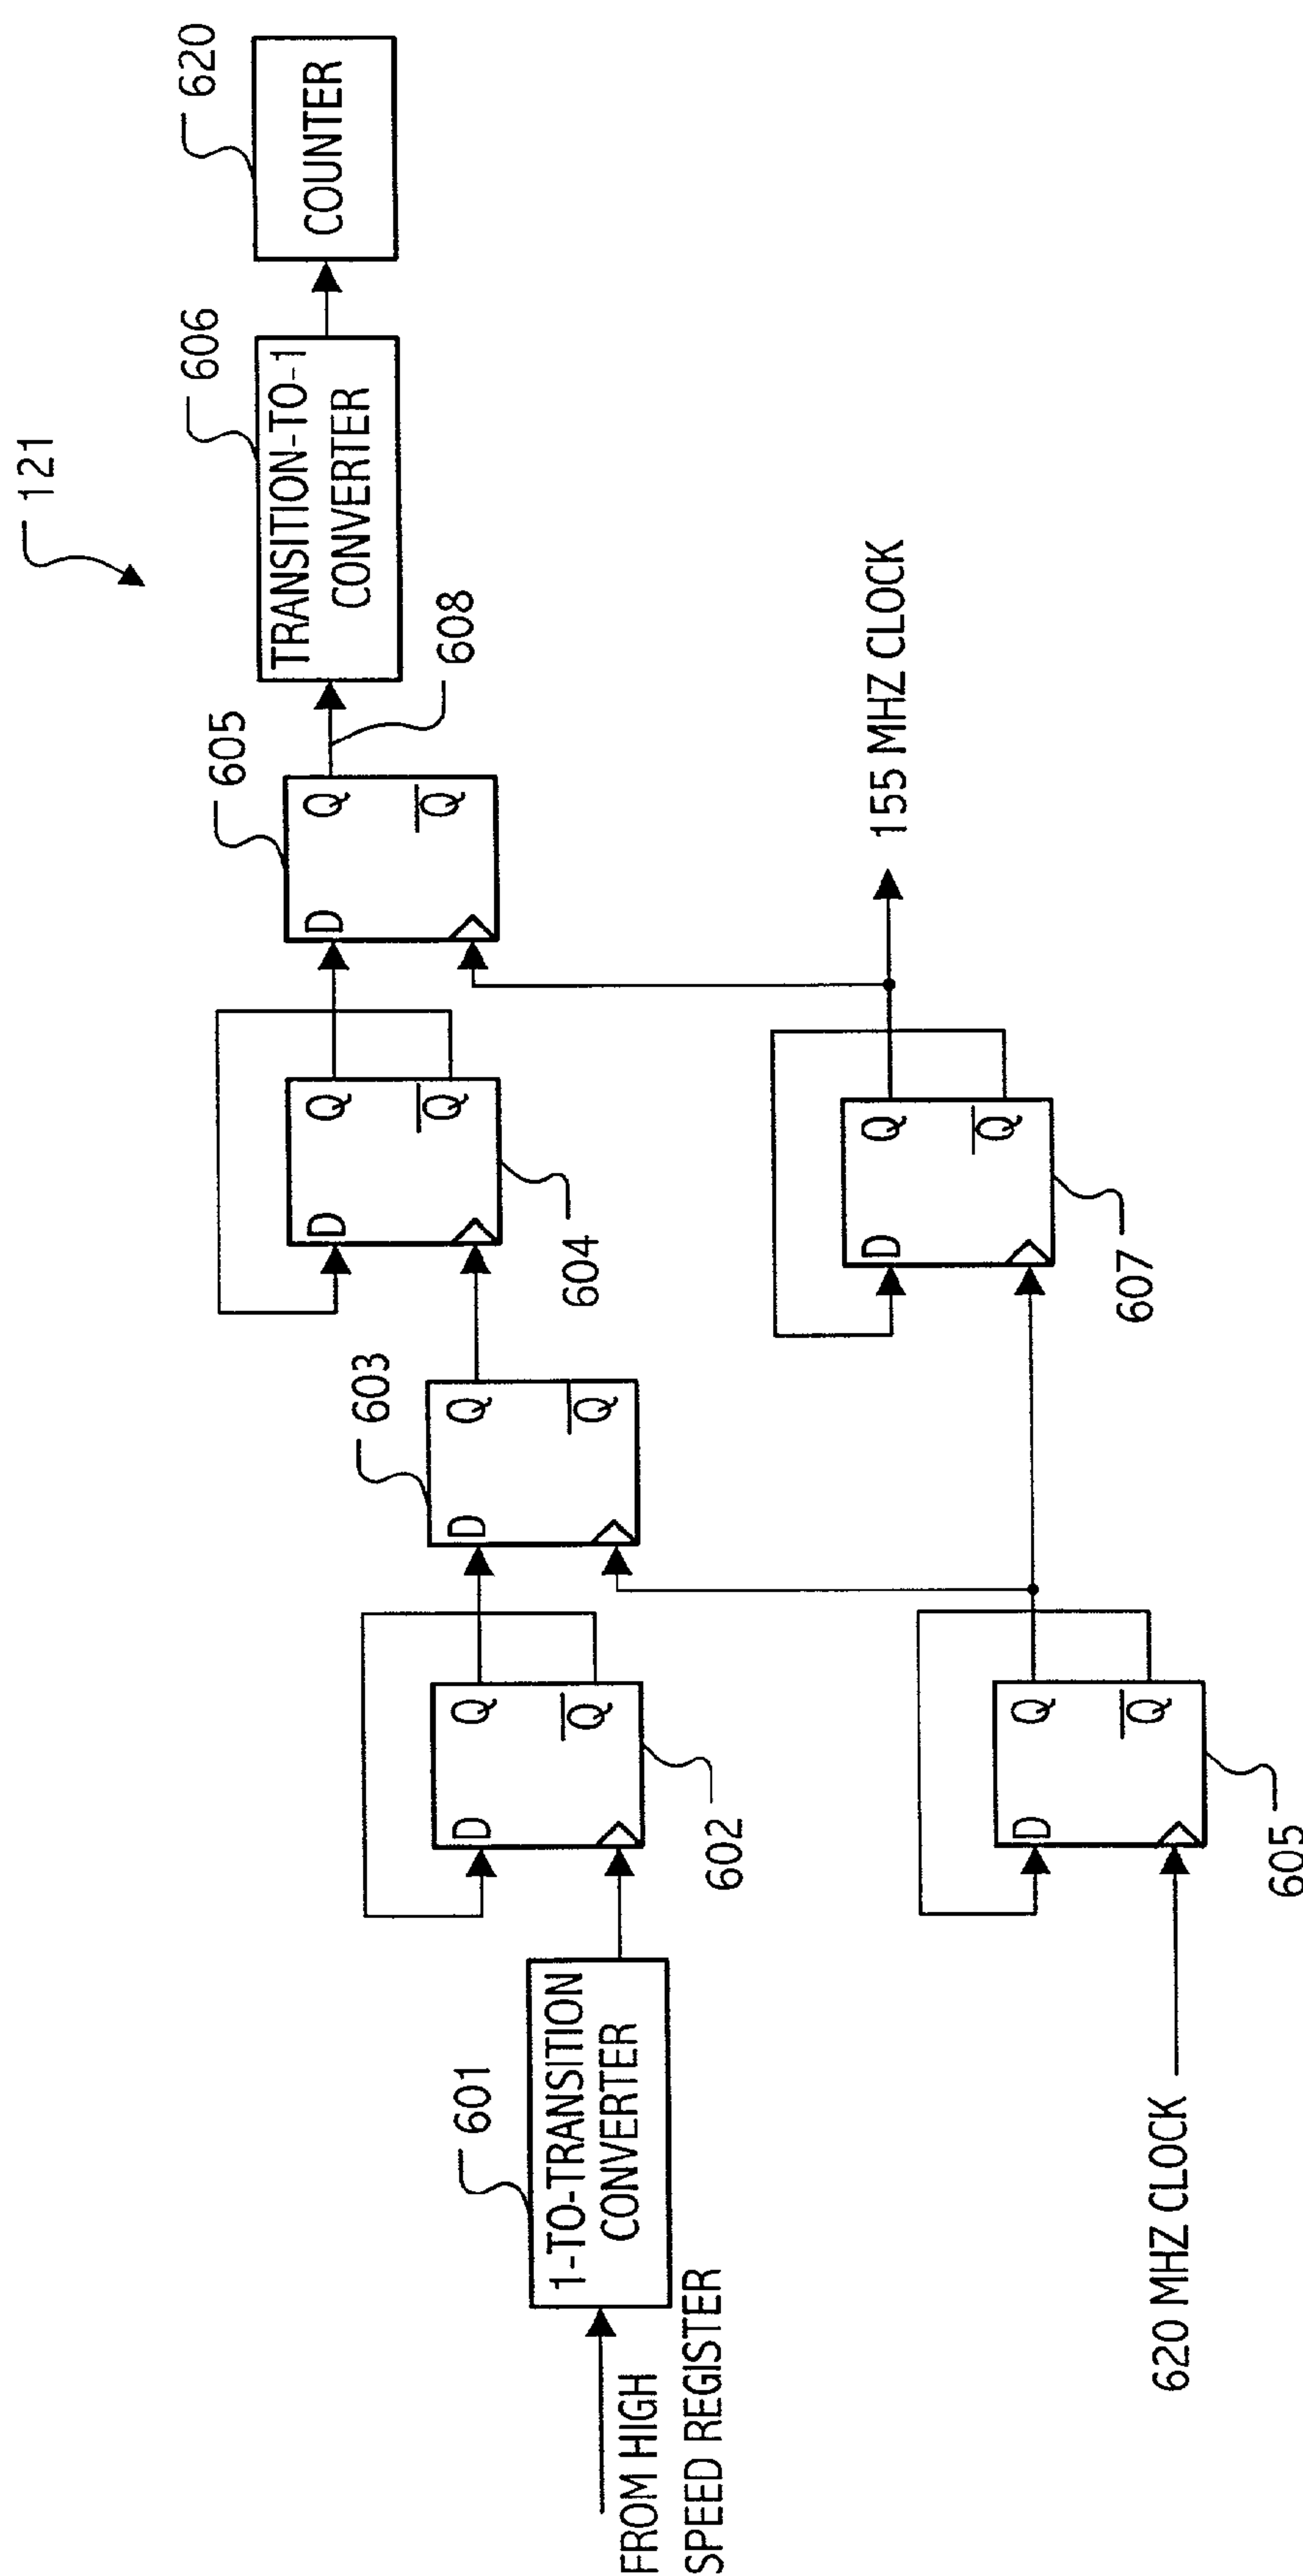 121
FROM HIGH
SPEED REGISTER
601
1-TO-TRANSITION
CONVERTER
D
Q
Q
602
603
D
Q
Q
D
Q
Q
604
605
D
Q
Q
608
606
TRANSITION-TO-1
CONVERTER
620
COUNTER
620 MHZ CLOCK
D
Q
Q
605
D
Q
Q
607
155 MHZ CLOCK